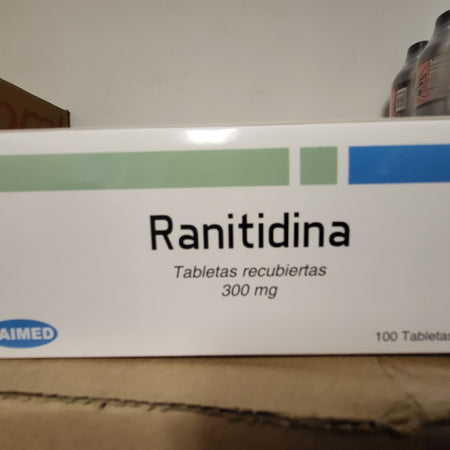 Ranitidina
Tabletas recubiertas
300 mg
AIMED
100 Tabletas